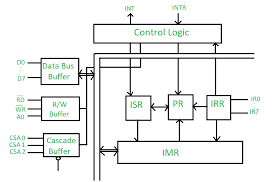 INT
INTR
Control Logic
D0
D7
Data Bus
Buffer
RD
WR
A0
R/W
Buffer
CSA 0
CSA 1
CSA 2
Cascade
Buffer
ISR
PR
IRR
IR0
IR7
IMR